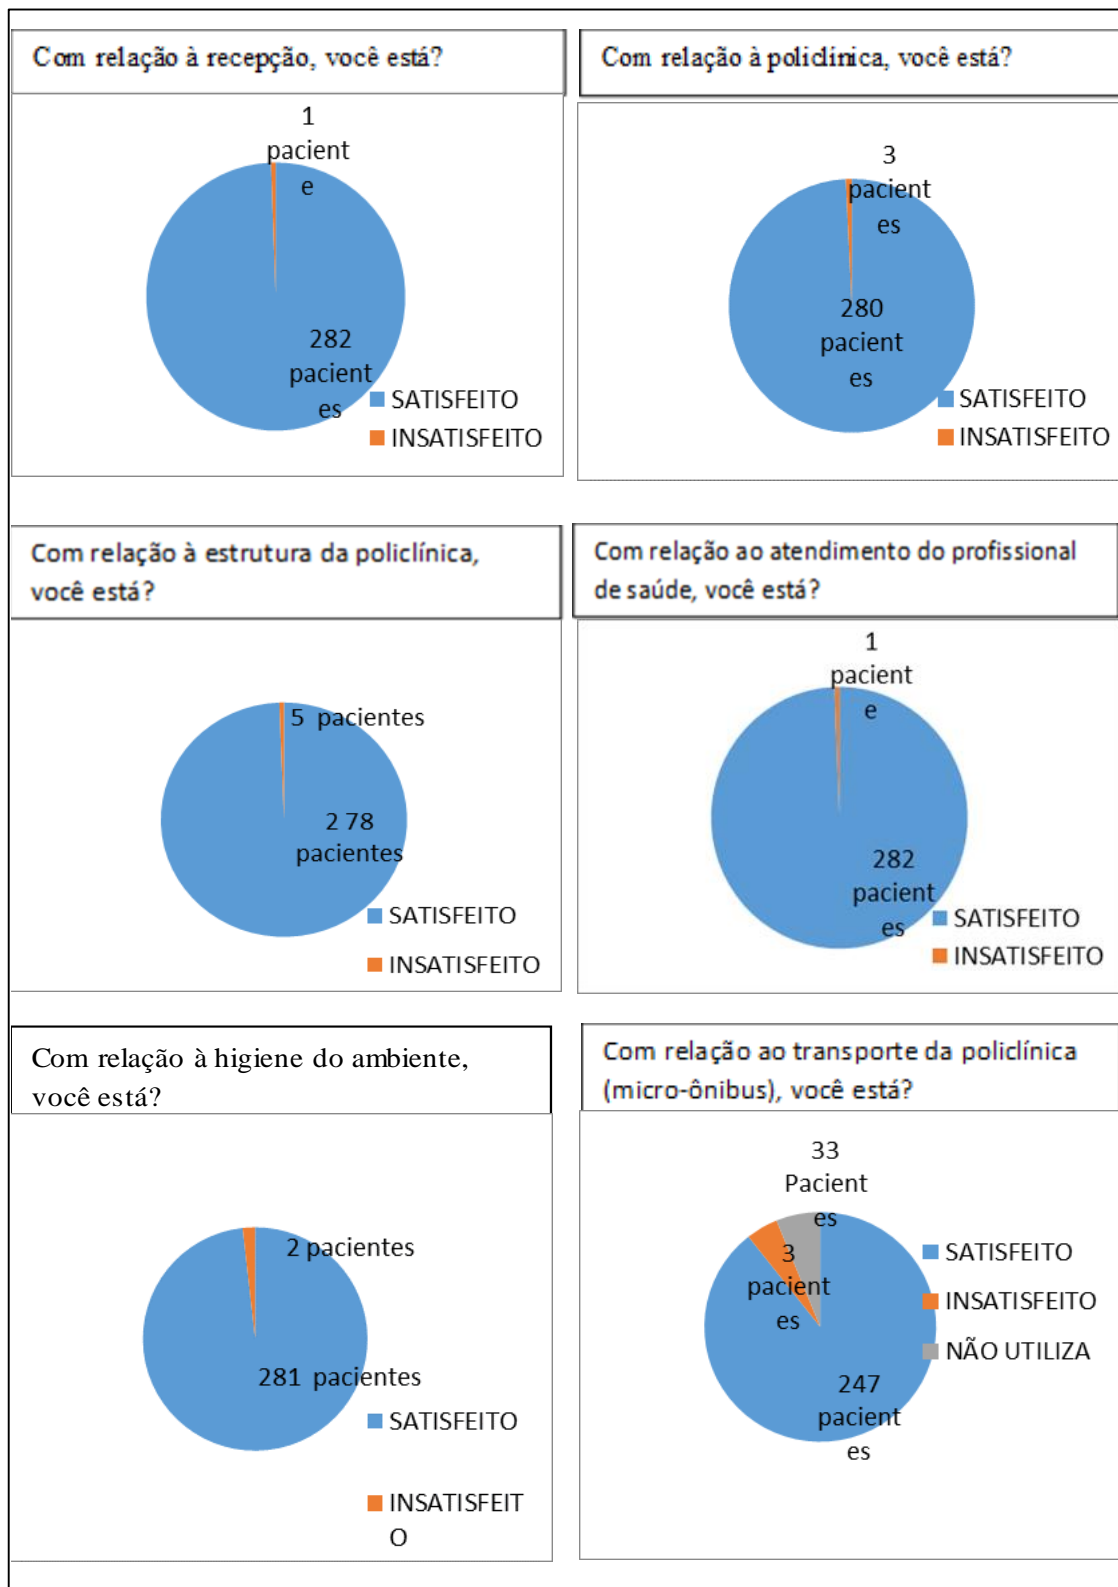 Com relação à recepção, você está?
1
pacient
e
282
pacient
es
SATISFEITO
INSATISFEITO
Com relação à policlínica, você está?
3
pacient
es
280
pacient
es
SATISFEITO
INSATISFEITO
Com relação à estrutura da policlínica,
você está?
5 pacientes
2 78
pacientes
SATISFEITO
INSATISFEITO
Com relação ao atendimento do profissional
de saúde, você está?
1
pacient
e
282
pacient
es
SATISFEITO
INSATISFEITO
Com relação à higiene do ambiente,
você está?
2 pacientes
281 pacientes
SATISFEITO
INSATISFEIT
O
Com relação ao transporte da policlínica
(micro-ônibus), você está?
33
Pacient
es
3
pacient
es
247
pacient
es
SATISFEITO
INSATISFEITO
NÃO UTILIZA